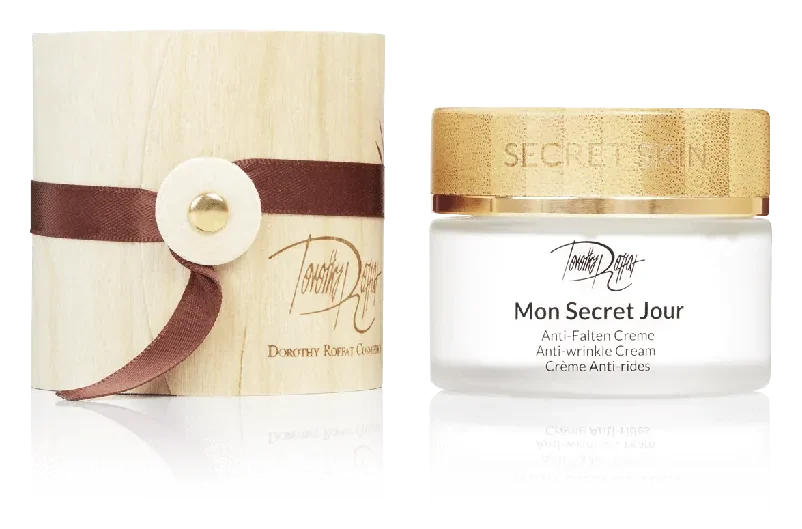 Dorothy Roffat
DOROTHY ROFFAT COSMETI
SECRET SKIN
Dorothy Roffat
Mon Secret Jour
Anti-Falten Creme
Anti-wrinkle Cream
Crème Anti-rides